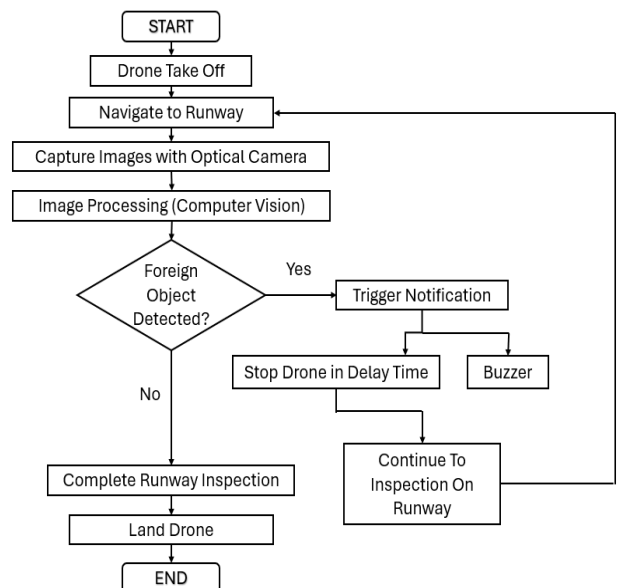 START
Drone Take Off
Navigate to Runway
Capture Images with Optical Camera
Image Processing (Computer Vision)
Foreign
Object
Detected?
Yes
Trigger Notification
Stop Drone in Delay Time
Buzzer
No
Continue To
Inspection On
Runway
Complete Runway Inspection
Land Drone
END